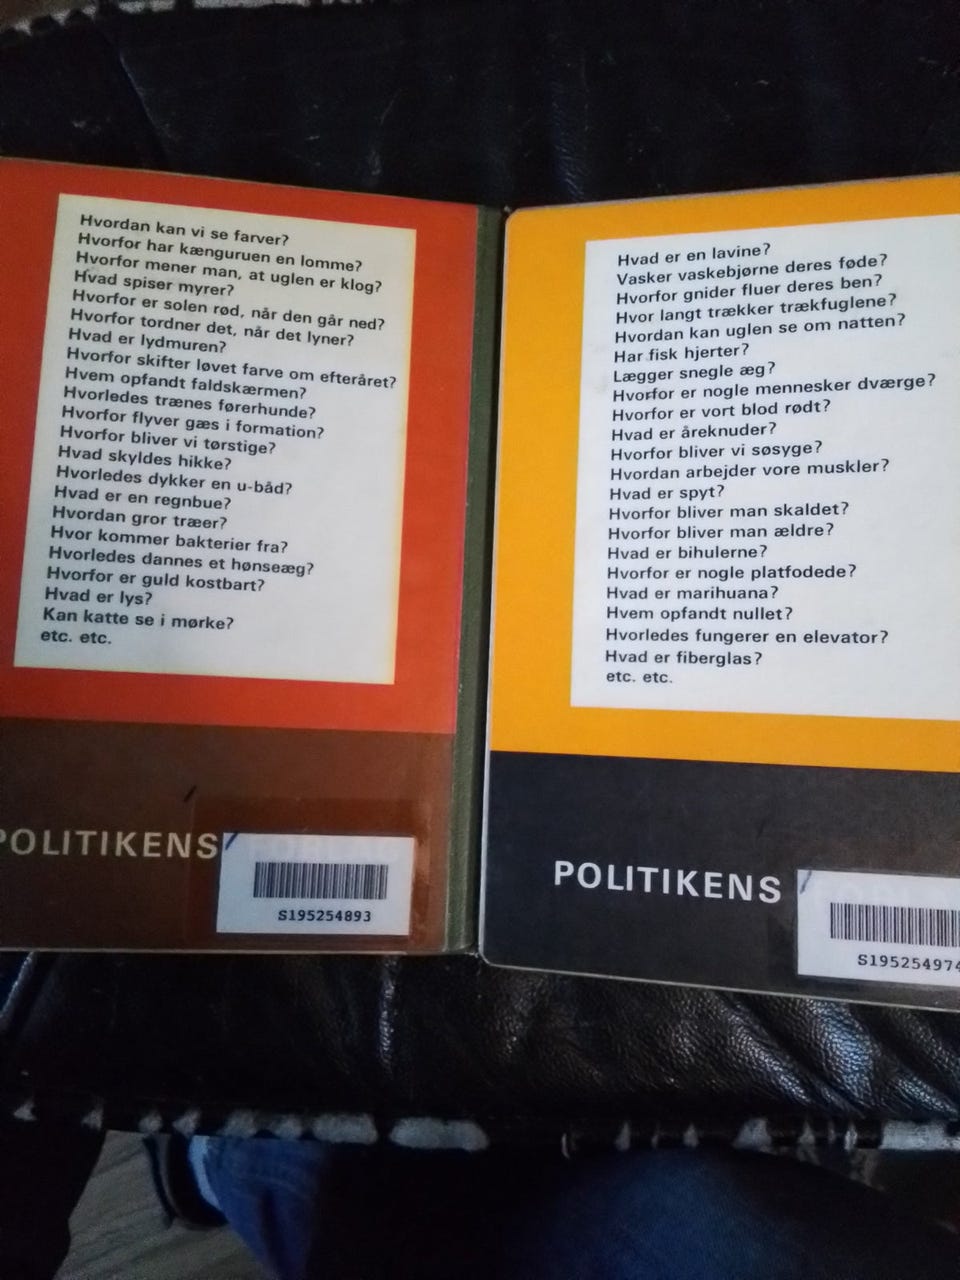 Hvordan kan vi se farver?
Hvorfor har kænguruen en lomme?
Hvorfor mener man, at uglen er klog?
Hvad spiser myrer?
Hvorfor er solen rød, når den går ned?
Hvorfor tordner det, når det lyner?
Hvad er lydmuren?
Hvorfor skifter løvet farve om efteråret?
Hvem opfandt faldskærmen?
Hvorledes trænes førerhunde?
Hvorfor flyver gæs i formation?
Hvorfor bliver vi tørstige?
Hvad skyldes hikke?
Hvorledes dykker en u-båd?
Hvad er en regnbue?
Hvordan gror træer?
Hvor kommer bakterier fra?
Hvorledes dannes et hønseæg?
Hvorfor er guld kostbart?
Hvad er lys?
Kan katte se i mørke?
etc. etc.
POLITIKENS FORLAG
S195254893
Hvad er en lavine?
Vasker vaskebjørne deres føde?
Hvorfor gnider fluer deres ben?
Hvor langt trækker trækfuglene?
Hvordan kan uglen se om natten?
Har fisk hjerter?
Lægger snegle æg?
Hvorfor er nogle mennesker dværge?
Hvorfor er vort blod rødt?
Hvad er åreknuder?
Hvorfor bliver vi søsyge?
Hvordan arbejder vore muskler?
Hvad er spyt?
Hvorfor bliver man skaldet?
Hvorfor bliver man ældre?
Hvad er bihulerne?
Hvorfor er nogle platfodede?
Hvad er marihuana?
Hvem opfandt nullet?
Hvorledes fungerer en elevator?
Hvad er fiberglas?
etc. etc.
POLITIKENS
S19525497